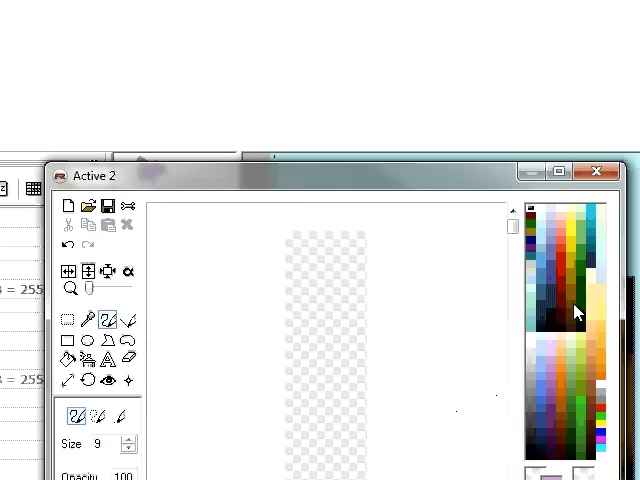 Active 2
= 255
= 255
Size 9
Opacity 100